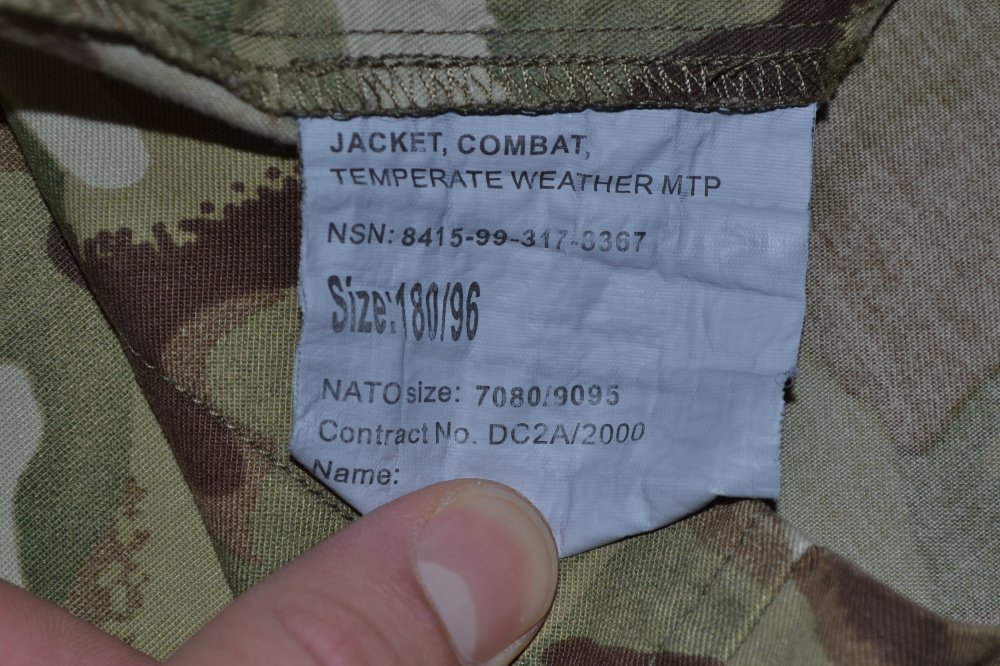 JACKET, COMBAT,
TEMPERATE WEATHER MTP
NSN: 8415-99-317-8367
Size:180/96
NATO size: 7080/9095
Contract No. DC2A/2000
Name: